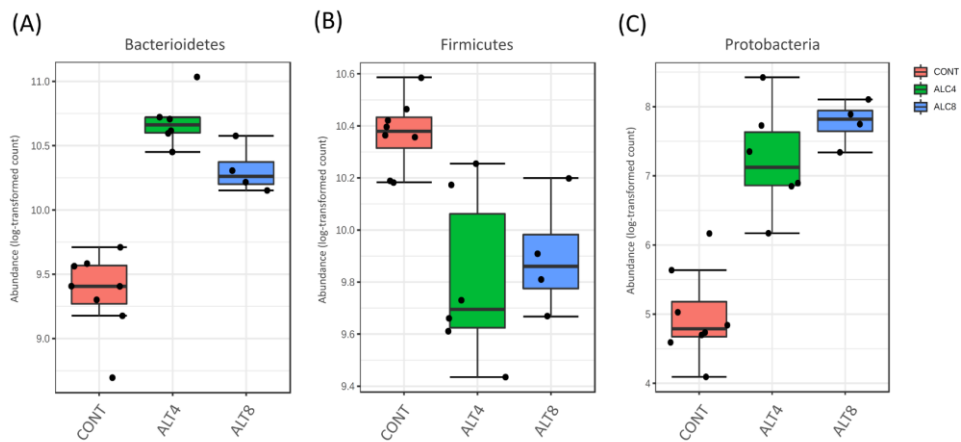 (A)
Bacterioidetes
Abundance (log-transformed count)
11.0
10.5
10.0
9.5
9.0
CONT
ALT4
ALT8
(B)
Firmicutes
Abundance (log-transformed count)
10.6
10.4
10.2
10.0
9.8
9.6
9.4
CONT
ALT4
ALT8
(C)
Protobacteria
Abundance (log-transformed count)
8
7
6
5
4
CONT
ALT4
ALT8
CONT
ALC4
ALC8